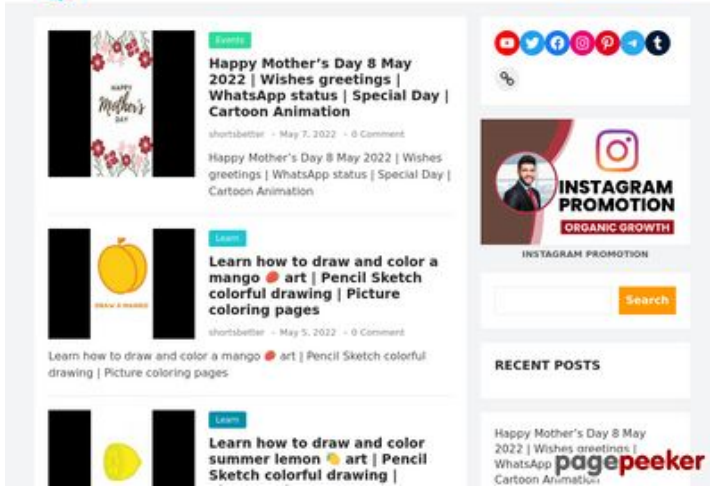 Events
Happy Mother's Day 8 May
2022 | Wishes greetings |
WhatsApp status | Special Day |
Cartoon Animation
shortsbetter - May 7, 2022 - 0 Comment
Happy Mother's Day 8 May 2022 | Wishes
greetings | WhatsApp status | Special Day |
Cartoon Animation
HAPPY
Mother's
DAY
Learn
Learn how to draw and color a
mango 🥭 art | Pencil Sketch
colorful drawing | Picture
coloring pages
shortsbetter - May 5, 2022 - 0 Comment
DRAW A MANGO
Learn how to draw and color a mango 🥭 art | Pencil Sketch colorful
drawing | Picture coloring pages
Learn
Learn how to draw and color
summer lemon 🍋 art | Pencil
Sketch colorful drawing |
INSTAGRAM
PROMOTION
ORGANIC GROWTH
INSTAGRAM PROMOTION
Search
RECENT POSTS
Happy Mother's Day 8 May
2022 | Wishes greetings |
WhatsApp
Cartoon Animation
pagepeeker